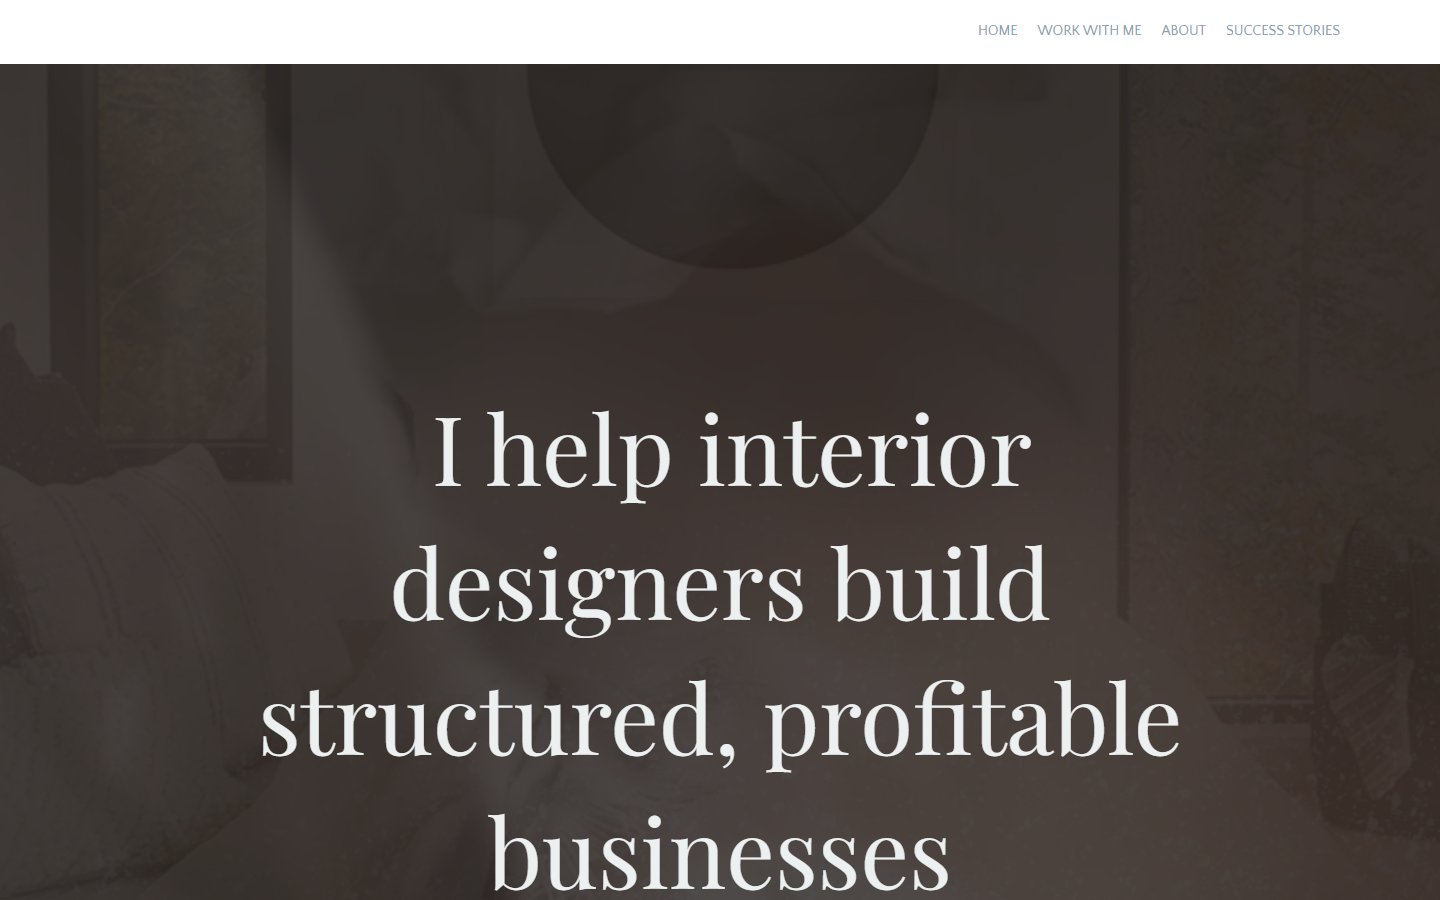 HOME WORK WITH ME ABOUT SUCCESS STORIES
I help interior
designers build
structured, profitable
businesses